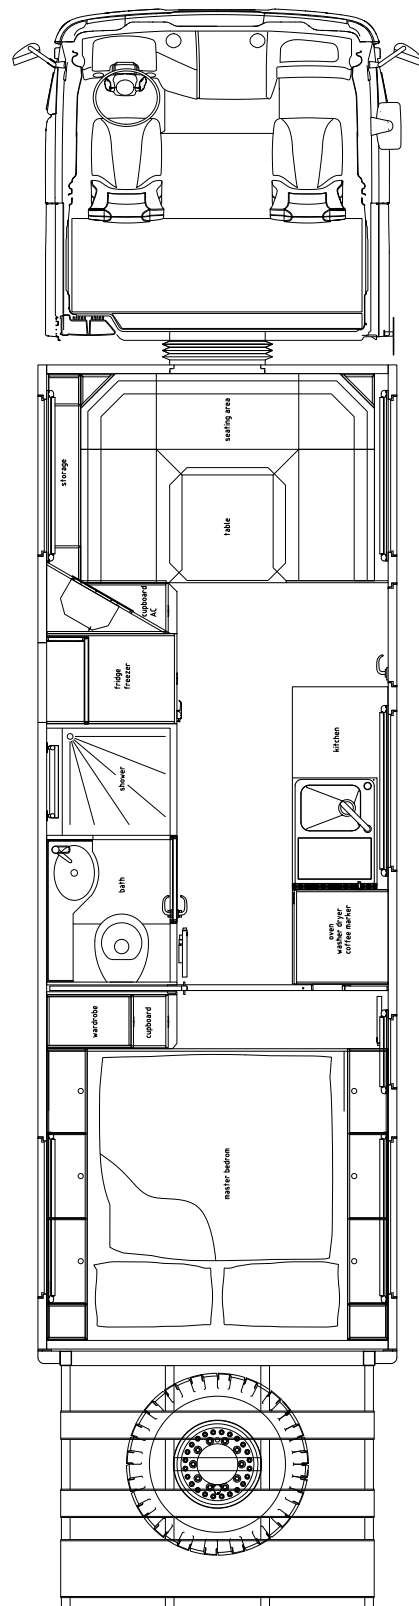 seating area
storage
table
cupboard
AC
fridge
freezer
kitchen
shower
bath
oven
washer dryer
coffee marker
wardrobe
cupboard
master bedrom